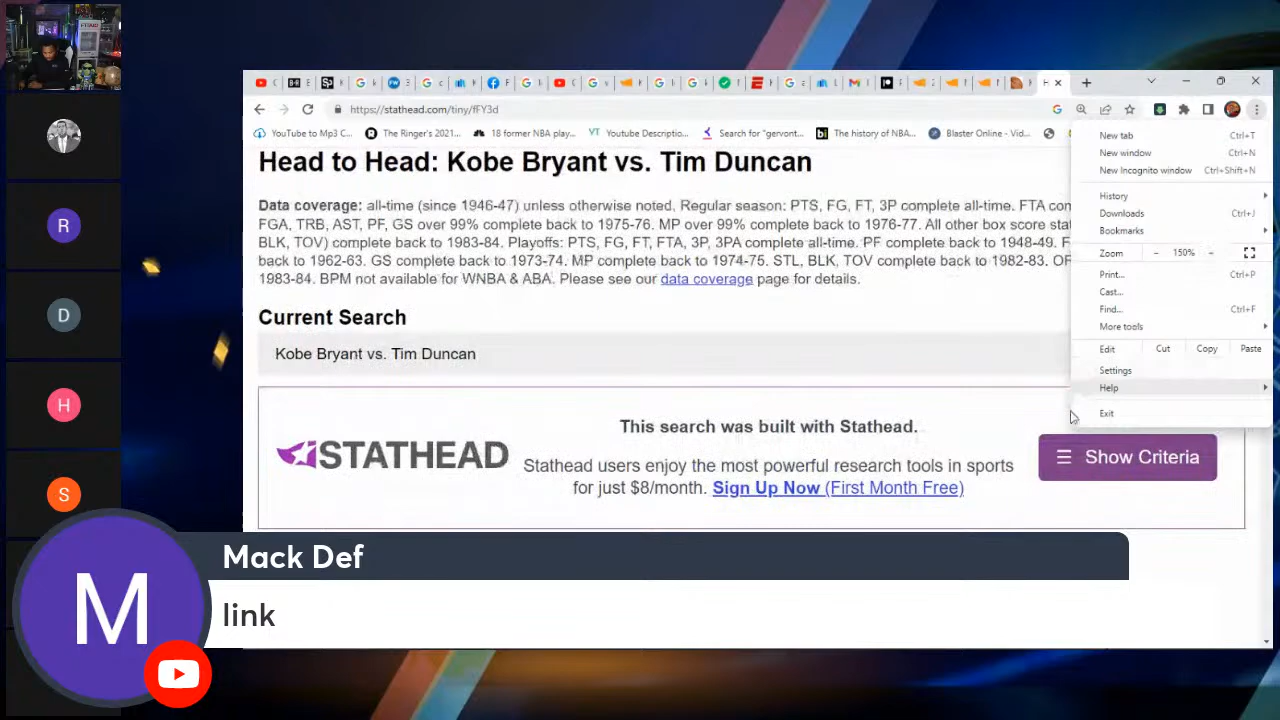 https://stathead.com/tiny/fFY3d
YouTube to Mp3 C...
The Ringer's 2021...
18 former NBA play...
Youtube Descriptio...
Search for "gervont...
The history of NBA...
Blaster Online - Vid...
Head to Head: Kobe Bryant vs. Tim Duncan
Data coverage: all-time (since 1946-47) unless otherwise noted. Regular season: PTS, FG, FT, 3P complete all-time. FTA con
FGA, TRB, AST, PF, GS over 99% complete back to 1975-76. MP over 99% complete back to 1976-77. All other box score stat
BLK, TOV) complete back to 1983-84. Playoffs: PTS, FG, FT, FTA, 3P, 3PA complete all-time. PF complete back to 1948-49. F
back to 1962-63. GS complete back to 1973-74. MP complete back to 1974-75. STL, BLK, TOV complete back to 1982-83. OR
1983-84. BPM not available for WNBA & ABA. Please see our data coverage page for details.
Current Search
Kobe Bryant vs. Tim Duncan
STATHEAD
This search was built with Stathead.
Stathead users enjoy the most powerful research tools in sports
for just $8/month. Sign Up Now (First Month Free)
Show Criteria
New tab Ctrl+T
New window Ctrl+N
New Incognito window Ctrl+Shift+N
History
Downloads Ctrl+J
Bookmarks
Zoom - 150%
Print... Ctrl+P
Cast...
Find... Ctrl+F
More tools
Edit Cut Copy Paste
Settings
Help
Exit
R
D
H
S
M
Mack Def
link